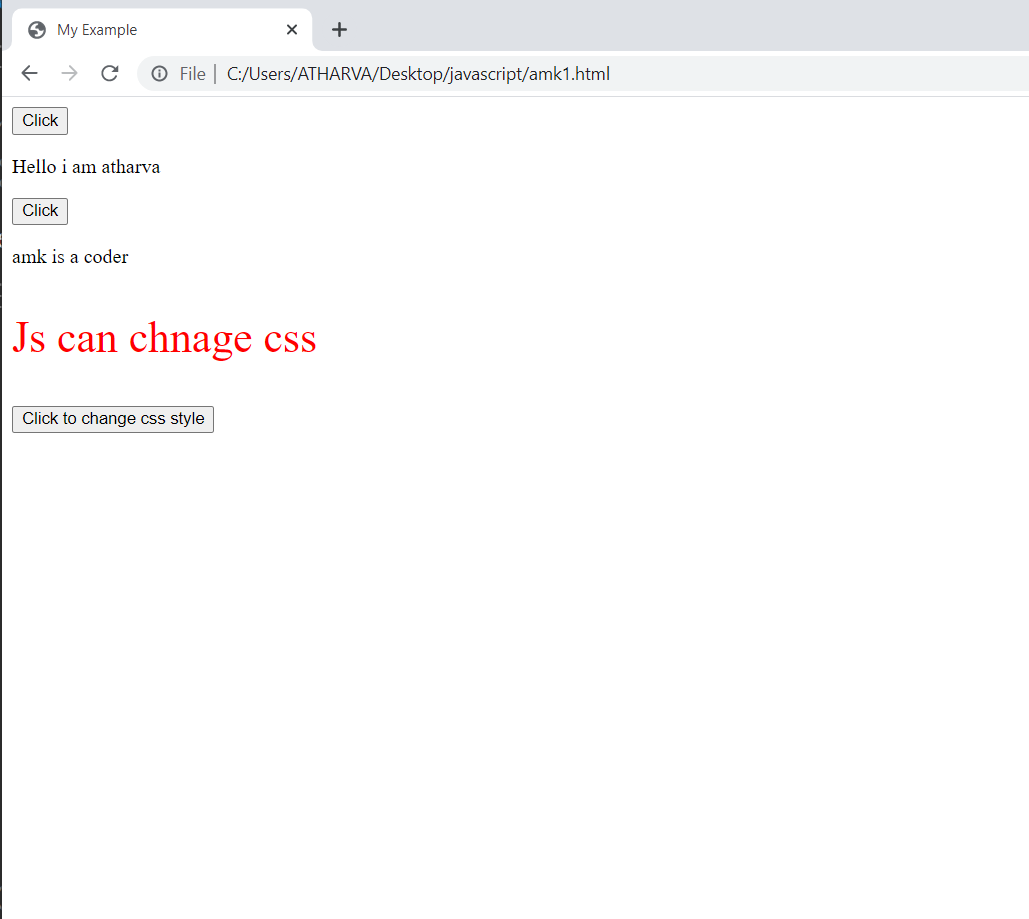 My Example
File | C:/Users/ATHARVA/Desktop/javascript/amk1.html
Click
Hello i am atharva
Click
amk is a coder
Js can chnage css
Click to change css style